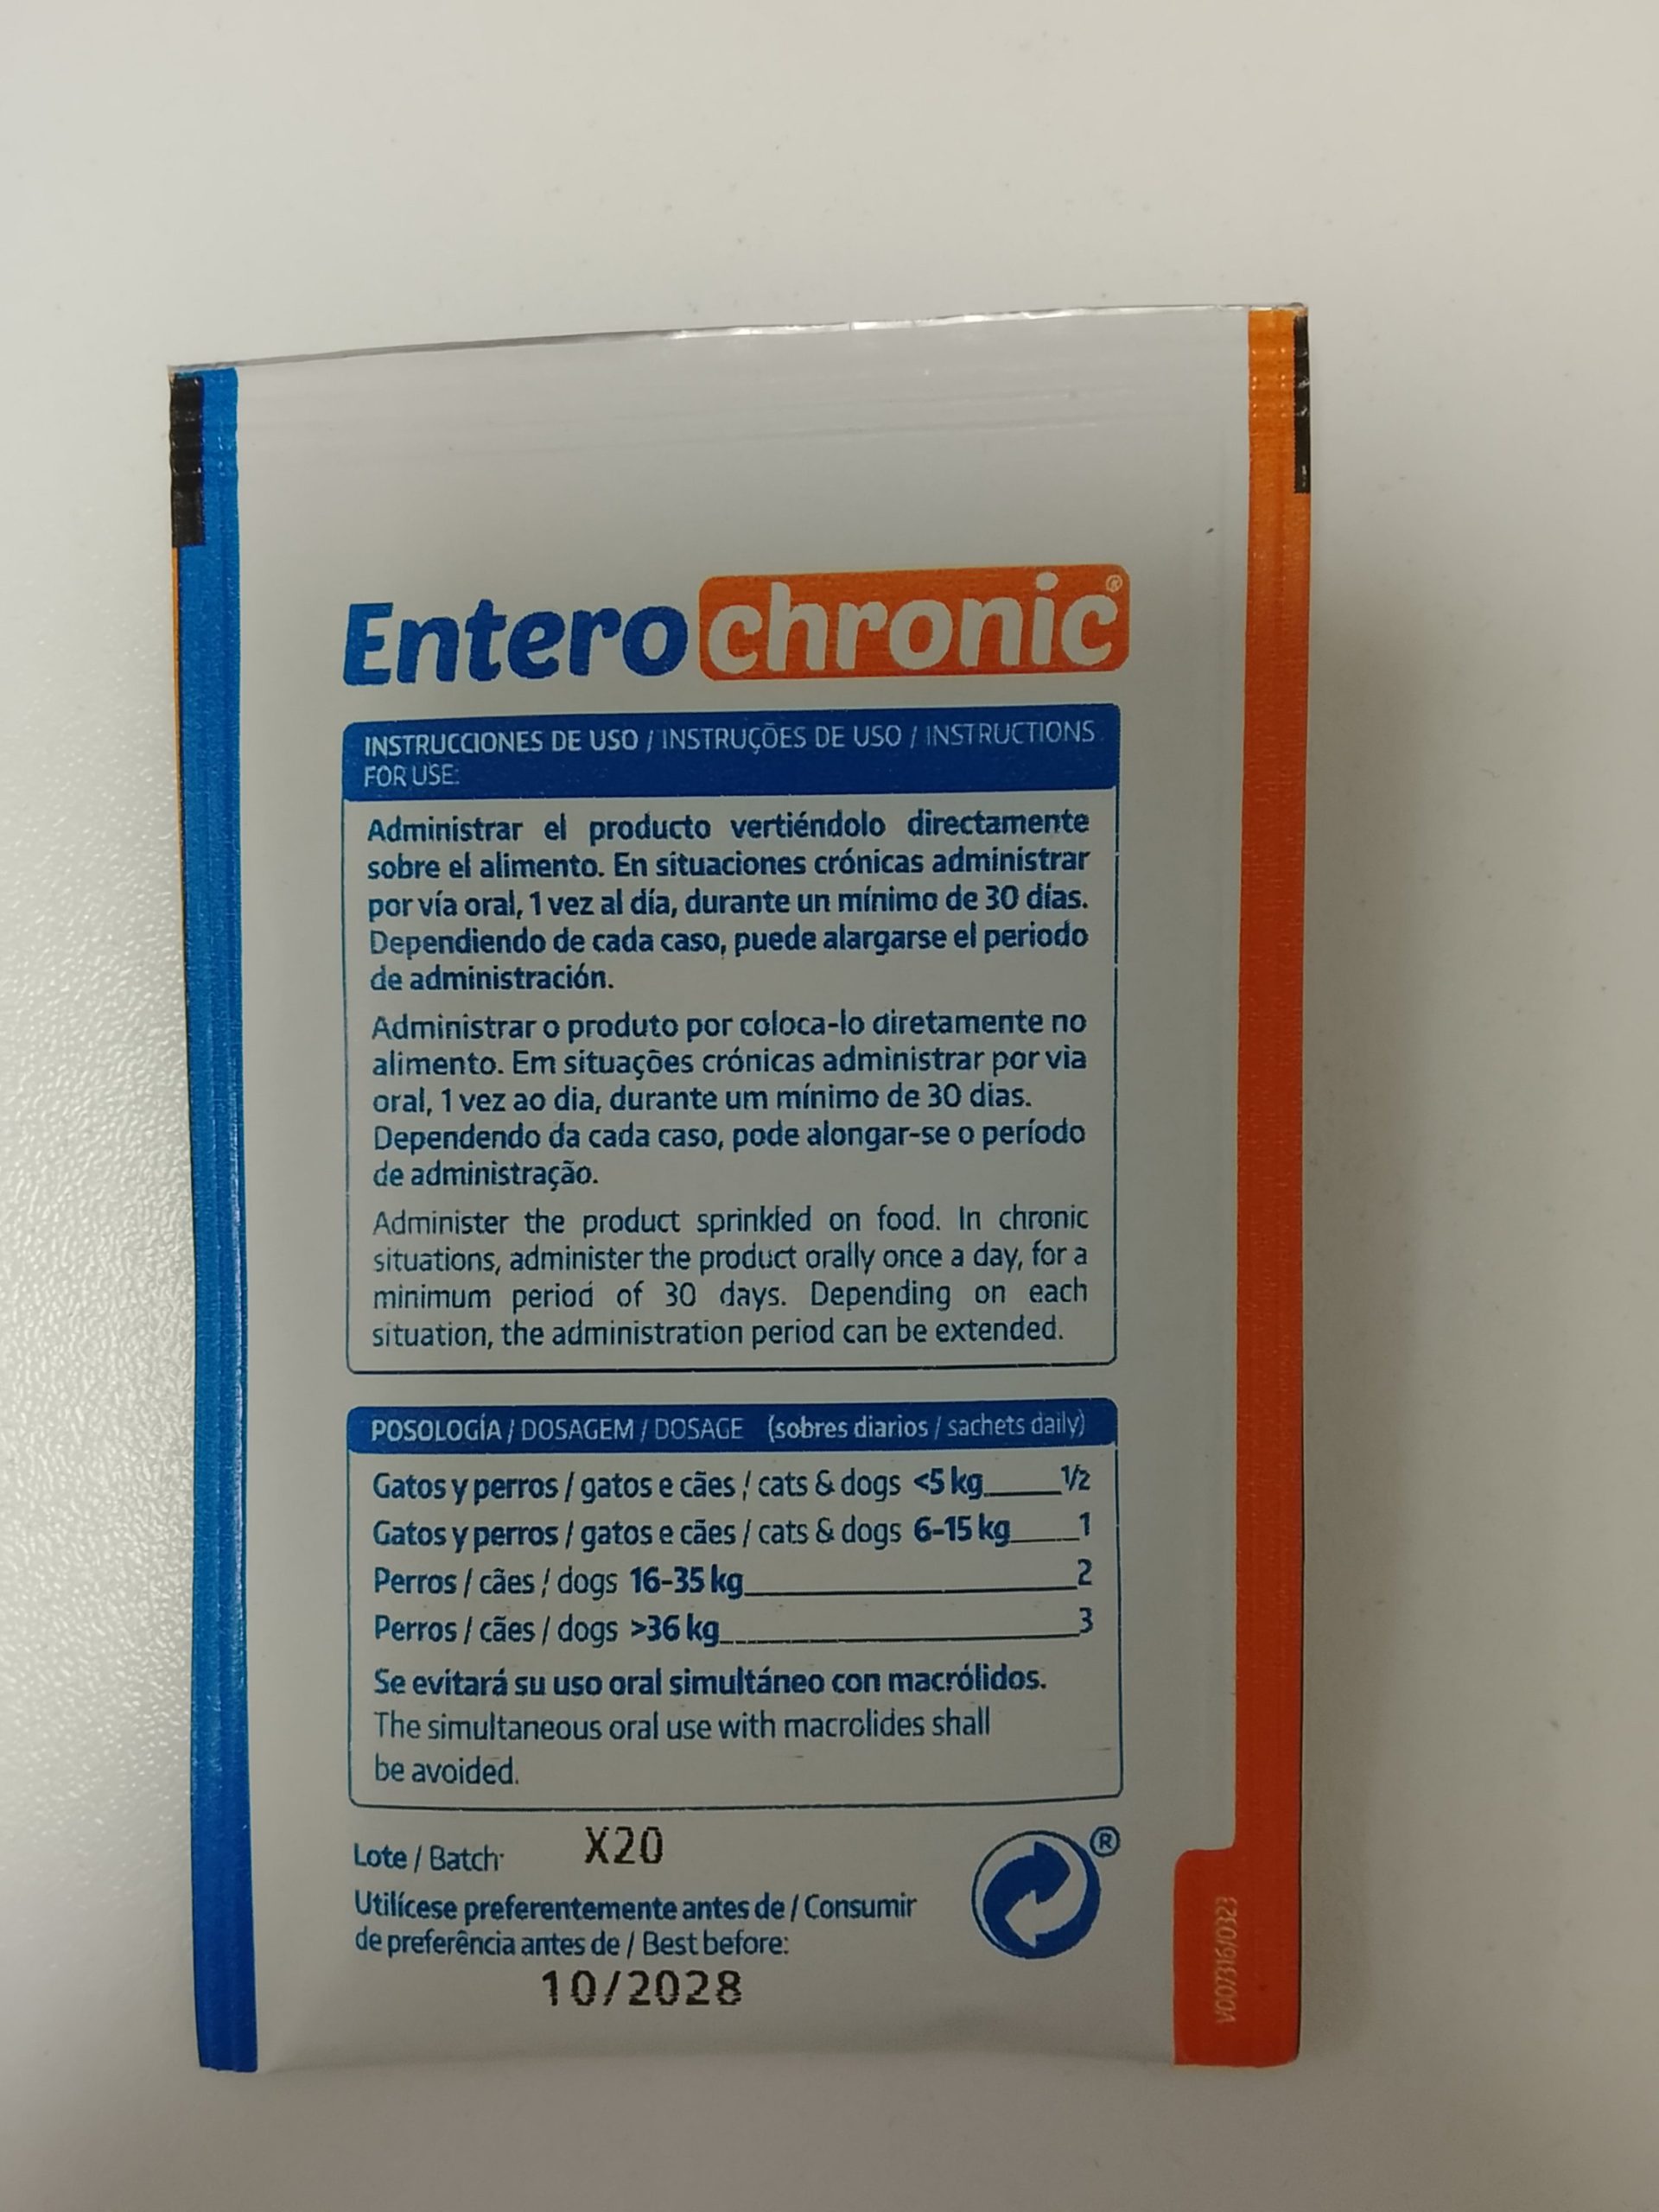 Enterochronic®
INSTRUCCIONES DE USO / INSTRUÇÕES DE USO / INSTRUCTIONS
FOR USE:
Administrar el producto vertiéndolo directamente
sobre el alimento. En situaciones crónicas administrar
por vía oral, 1 vez al día, durante un mínimo de 30 días.
Dependiendo de cada caso, puede alargarse el periodo
de administración.
Administrar o produto por coloca-lo diretamente no
alimento. Em situações crónicas administrar por via
oral, 1 vez ao dia, durante um mínimo de 30 dias.
Dependendo da cada caso, pode alongar-se o período
de administração.
Administer the product sprinkled on food. In chronic
situations, administer the product orally once a day, for a
minimum period of 30 days. Depending on each
situation, the administration period can be extended.
POSOLOGÍA / DOSAGEM / DOSAGE (sobres diarios / sachets daily)
Gatos y perros / gatos e cães / cats & dogs <5 kg 1/2
Gatos y perros / gatos e cães / cats & dogs 6-15 kg 1
Perros / cães / dogs 16-35 kg 2
Perros / cães / dogs >36 kg 3
Se evitará su uso oral simultáneo con macrólidos.
The simultaneous oral use with macrolides shall
be avoided.
Lote / Batch: X20
Utilícese preferentemente antes de / Consumir
de preferência antes de / Best before:
10/2028
®
V007316/0323